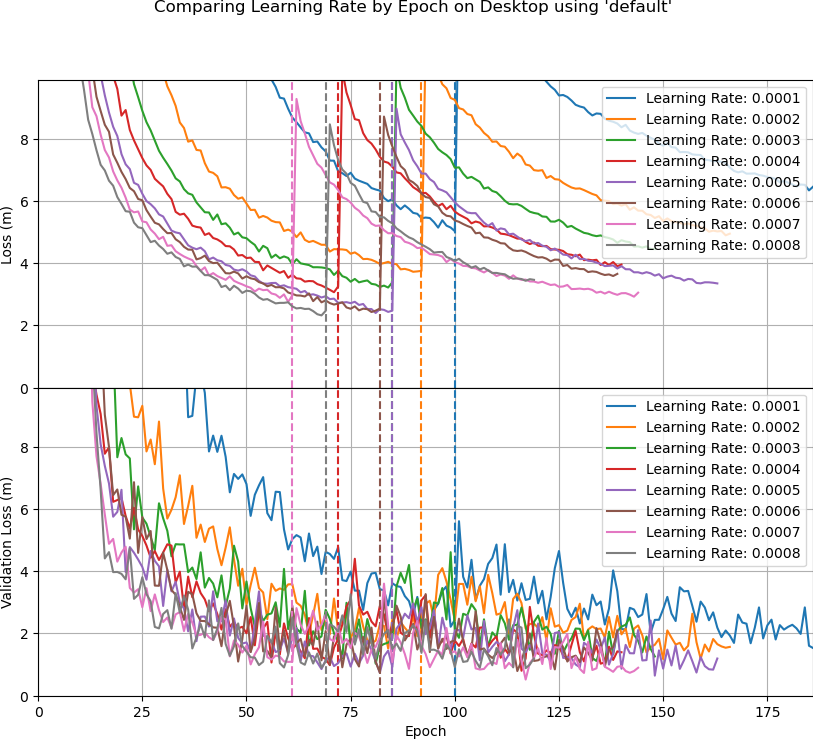 Comparing Learning Rate by Epoch on Desktop using 'default'
Loss (m)
8
6
4
2
0
Learning Rate: 0.0001
Learning Rate: 0.0002
Learning Rate: 0.0003
Learning Rate: 0.0004
Learning Rate: 0.0005
Learning Rate: 0.0006
Learning Rate: 0.0007
Learning Rate: 0.0008
Validation Loss (m)
8
6
4
2
0
Learning Rate: 0.0001
Learning Rate: 0.0002
Learning Rate: 0.0003
Learning Rate: 0.0004
Learning Rate: 0.0005
Learning Rate: 0.0006
Learning Rate: 0.0007
Learning Rate: 0.0008
0 25 50 75 100 125 150 175
Epoch